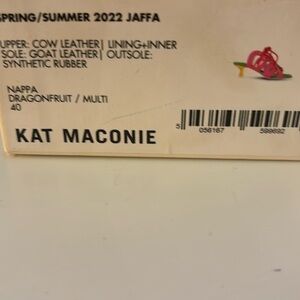 SPRING/SUMMER 2022 JAFFA
UPPER: COW LEATHER| LINING+INNER
SOLE: GOAT LEATHER| OUTSOLE:
SYNTHETIC RUBBER
NAPPA
DRAGONFRUIT / MULTI
40
5 056167 599692
KAT MACONIE